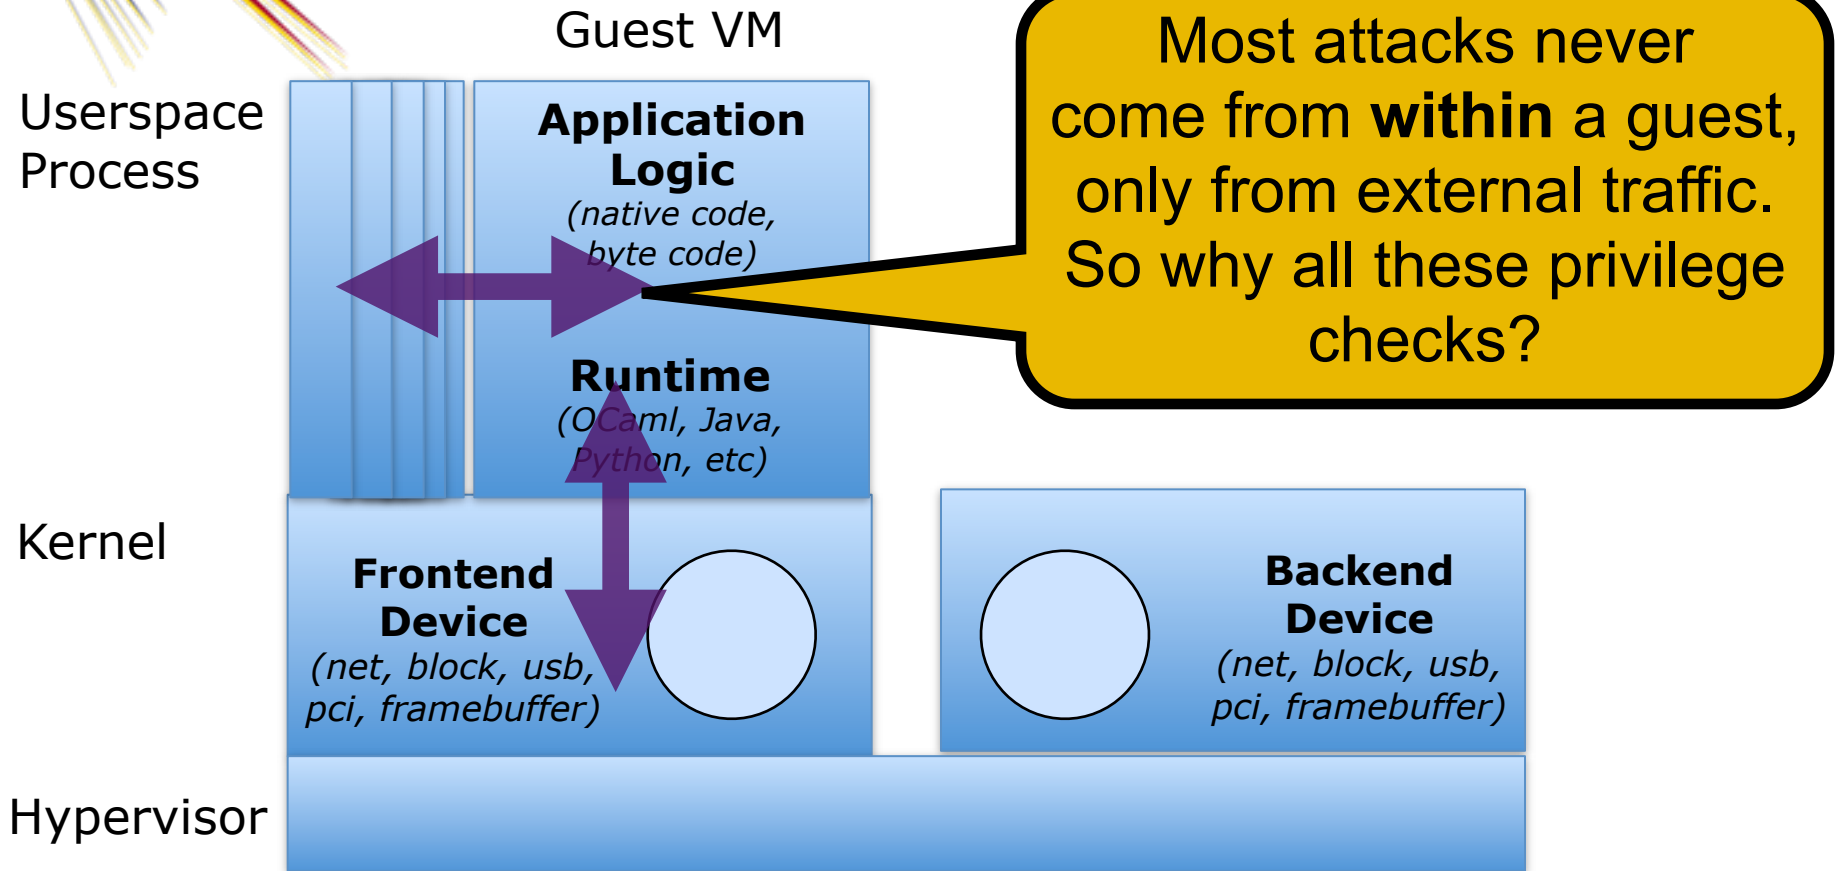 Guest VM
Most attacks never
come from within a guest,
only from external traffic.
So why all these privilege
checks?
Userspace
Process
Application
Logic
(native code,
byte code)
Runtime
(OCaml, Java,
Python, etc)
Kernel
Frontend
Device
(net, block, usb,
pci, framebuffer)
Backend
Device
(net, block, usb,
pci, framebuffer)
Hypervisor